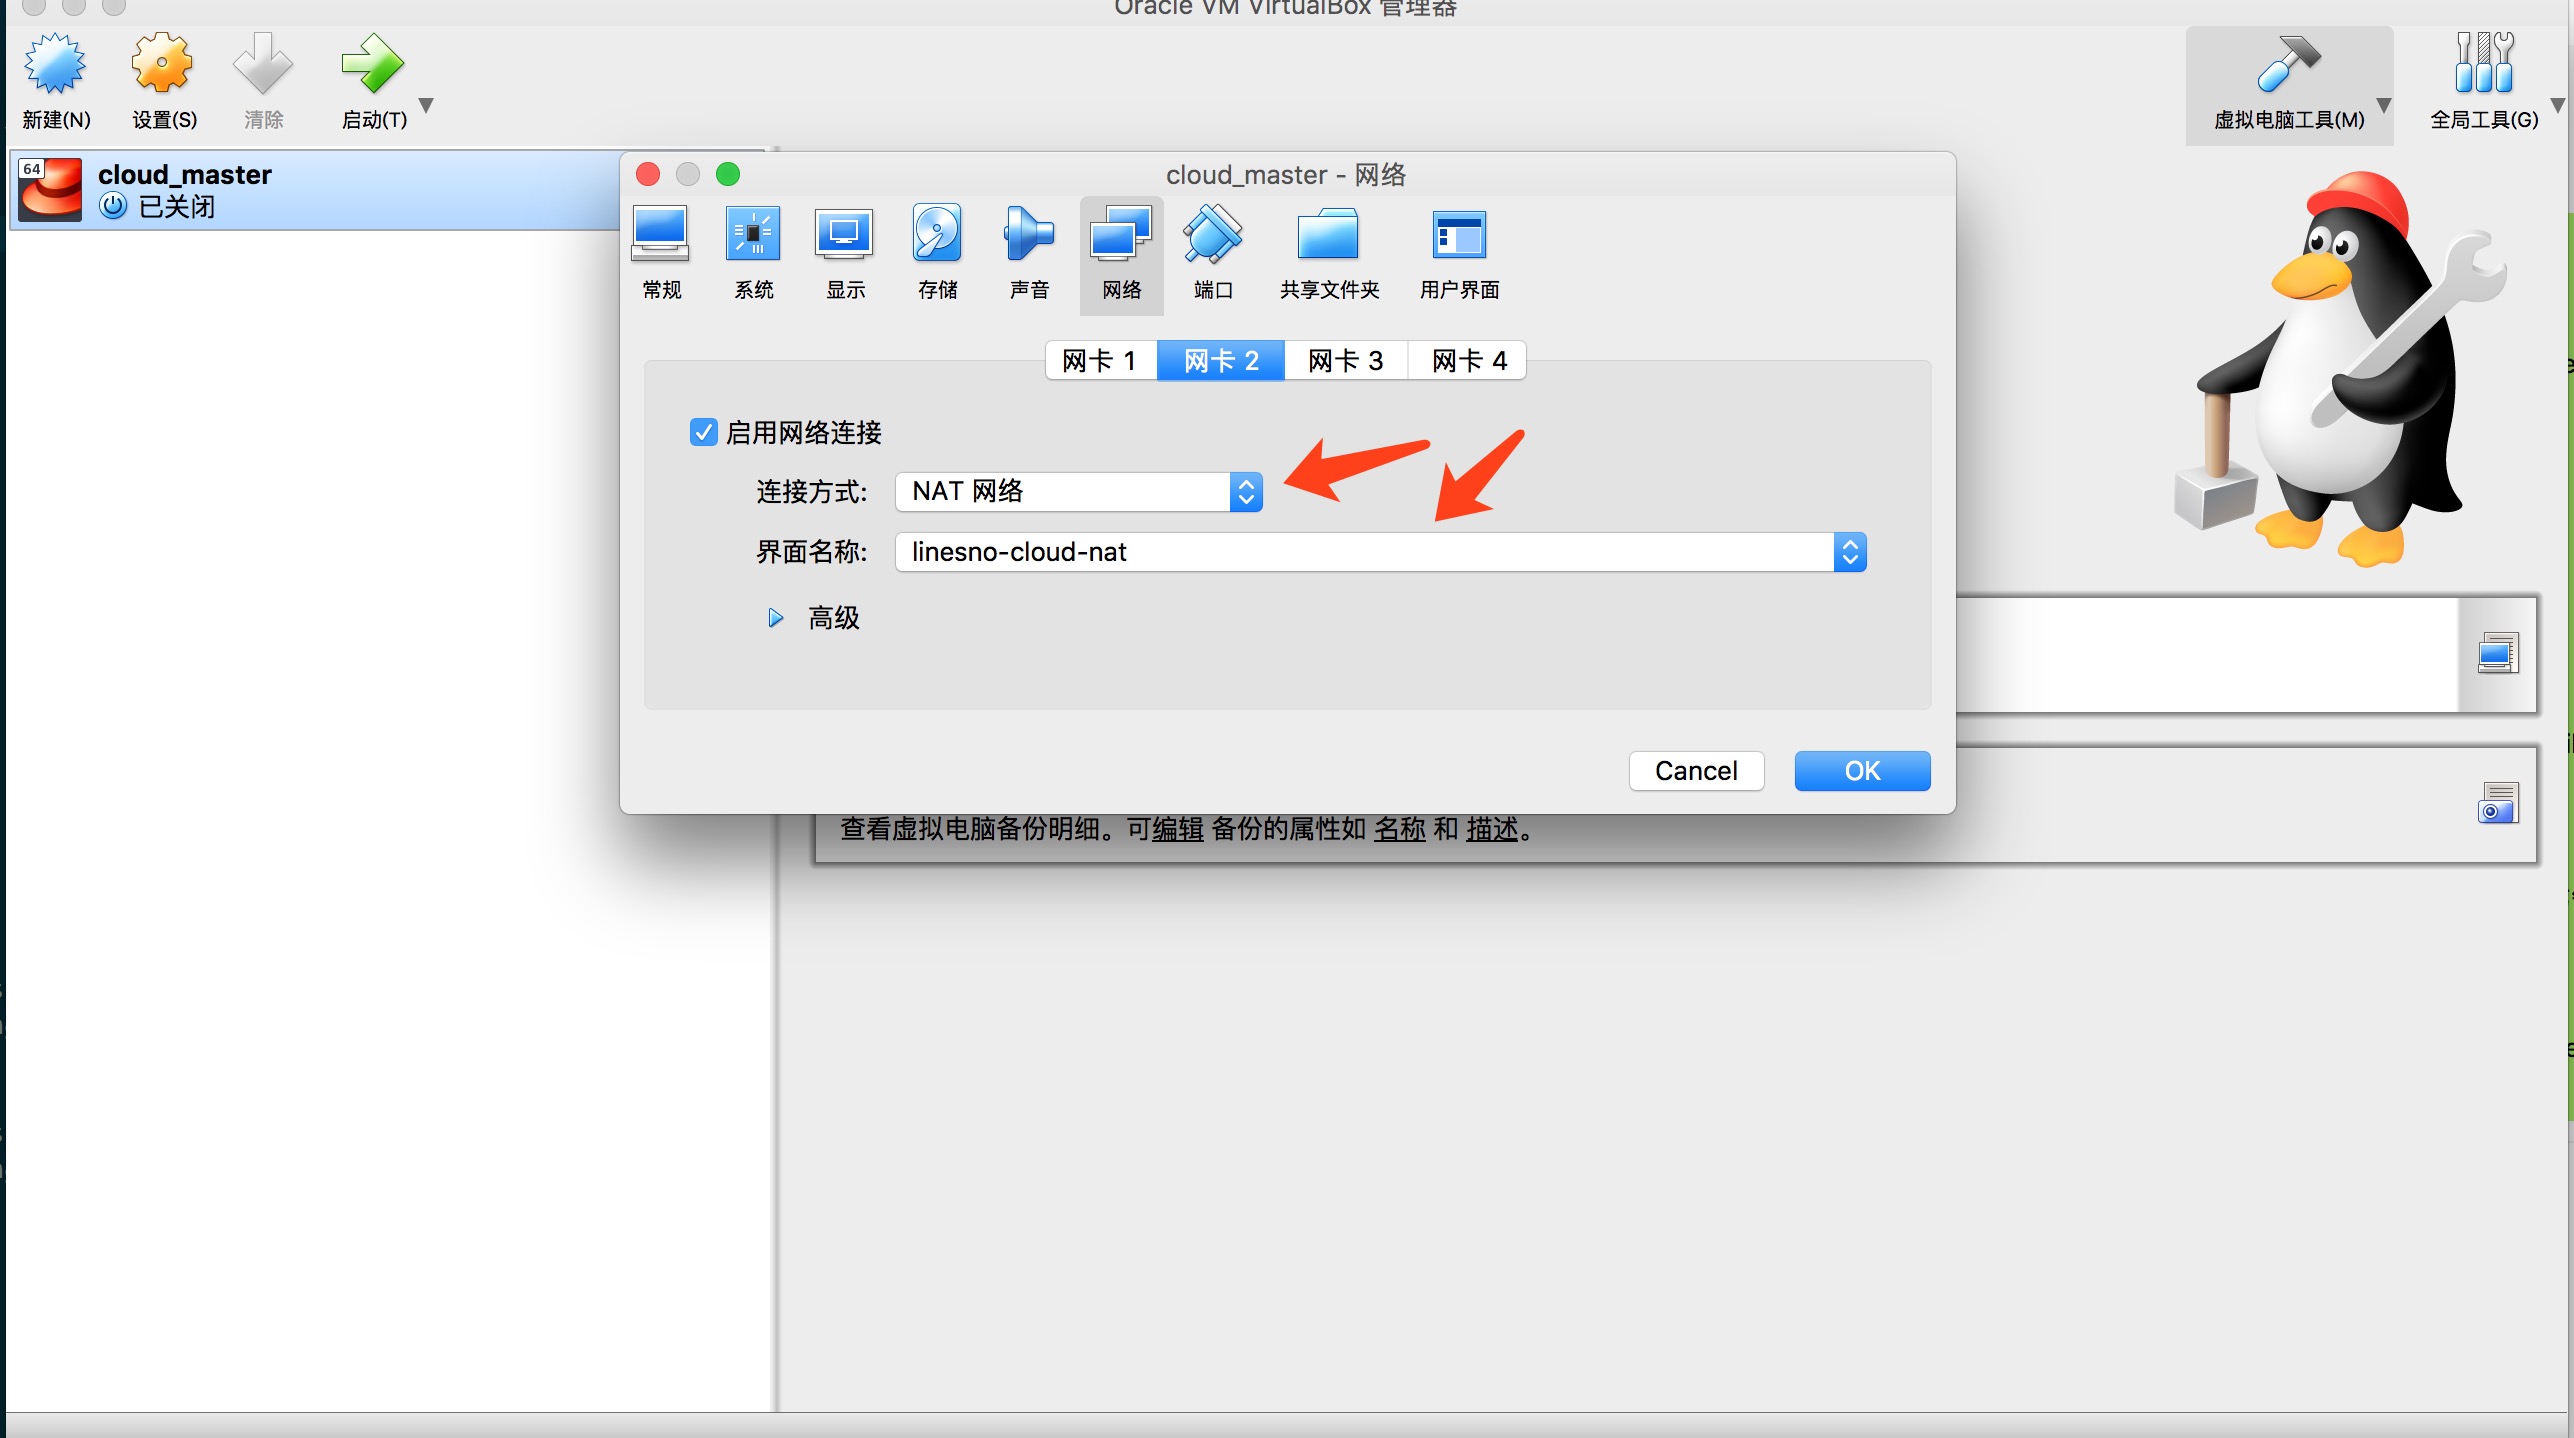 Oracle VM VirtualBox 管理器
新建(N)
设置(S)
清除
启动(T)
虚拟电脑工具(M)
全局工具(G)
64
cloud_master
已关闭
cloud_master - 网络
常规
系统
显示
存储
声音
网络
端口
共享文件夹
用户界面
网卡 1
网卡 2
网卡 3
网卡 4
启用网络连接
连接方式: NAT 网络
界面名称: linesno-cloud-nat
高级
Cancel
OK
查看虚拟电脑备份明细。可编辑 备份的属性如 名称 和 描述。